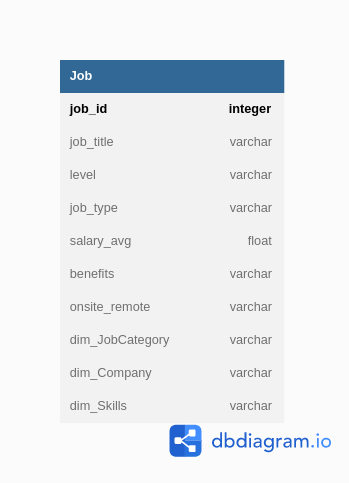 Job
job_id integer
job_title varchar
level varchar
job_type varchar
salary_avg float
benefits varchar
onsite_remote varchar
dim_JobCategory varchar
dim_Company varchar
dim_Skills varchar
dbdiagram.io